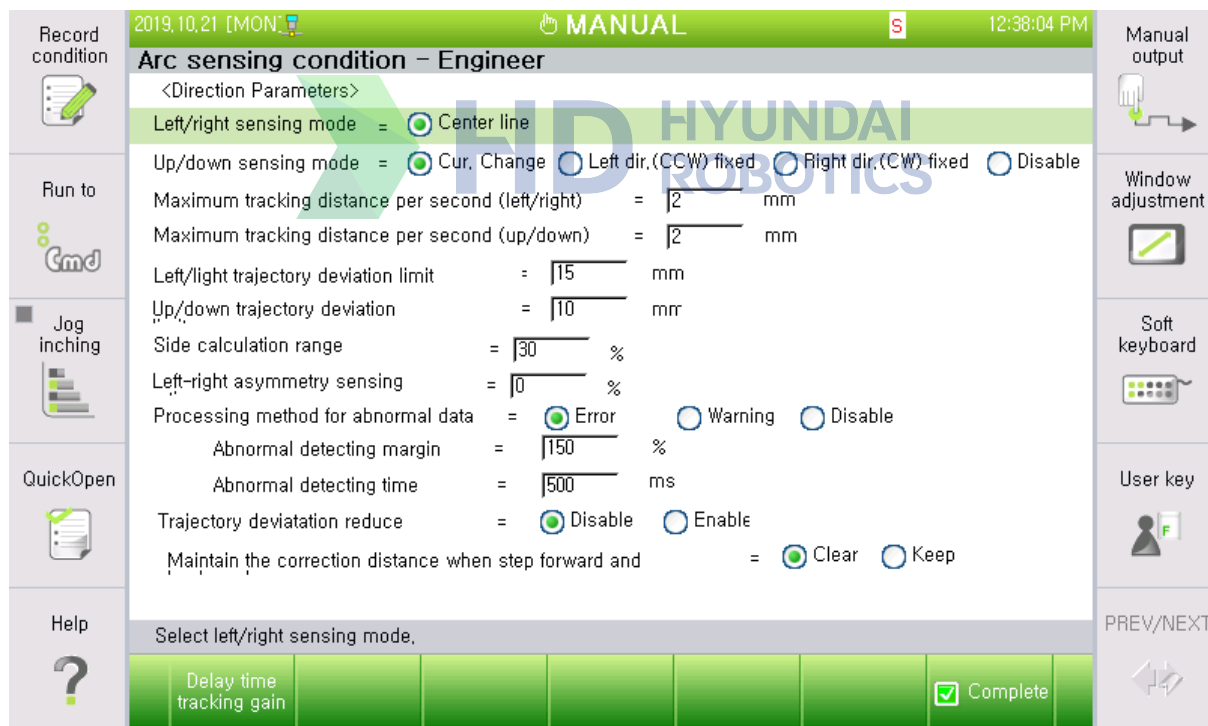 2019,10,21 [MON] MANUAL S 12:38:04 PM
Record condition
Run to
Cmd
Jog inching
QuickOpen
Help
Arc sensing condition - Engineer
<Direction Parameters>
Left/right sensing mode = Center line
Up/down sensing mode = Cur, Change Left dir,(CCW) fixed Right dir,(CW) fixed Disable
Maximum tracking distance per second (left/right) = 2 mm
Maximum tracking distance per second (up/down) = 2 mm
Left/light trajectory deviation limit : 15 mm
Up/down trajectory deviation = 10 mm
Side calculation range = 30 %
Left-right asymmetry sensing = 0 %
Processing method for abnormal data = Error Warning Disable
Abnormal detecting margin = 150 %
Abnormal detecting time = 500 ms
Trajectory deviatation reduce = Disable Enable
Maintain the correction distance when step forward and = Clear Keep
HD HYUNDAI ROBOTICS
Select left/right sensing mode,
Delay time tracking gain
Complete
Manual output
Window adjustment
Soft keyboard
User key
F
PREV/NEXT